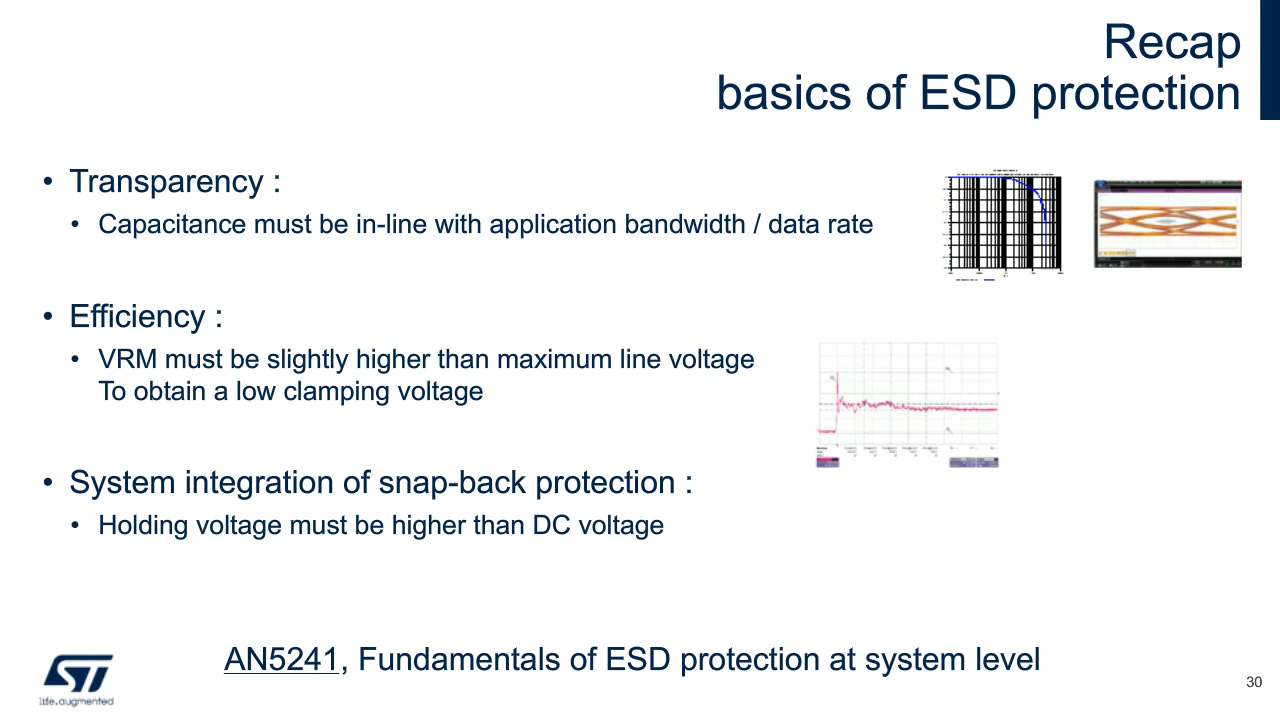 Recap
basics of ESD protection
• Transparency :
• Capacitance must be in-line with application bandwidth / data rate
• Efficiency :
• VRM must be slightly higher than maximum line voltage
To obtain a low clamping voltage
• System integration of snap-back protection :
• Holding voltage must be higher than DC voltage
AN5241, Fundamentals of ESD protection at system level
ST
life.augmented
30